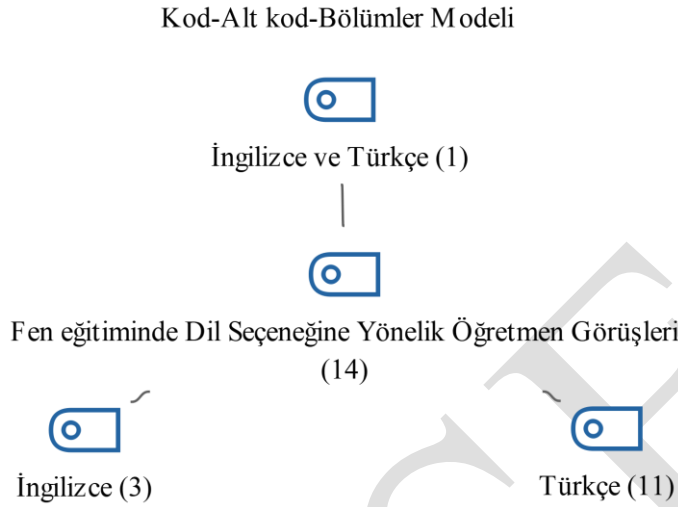 Kod-Alt kod-Bölümler Modeli
İngilizce ve Türkçe (1)
Fen eğitiminde Dil Seçeneğine Yönelik Öğretmen Görüşleri
(14)
İngilizce (3)
Türkçe (11)